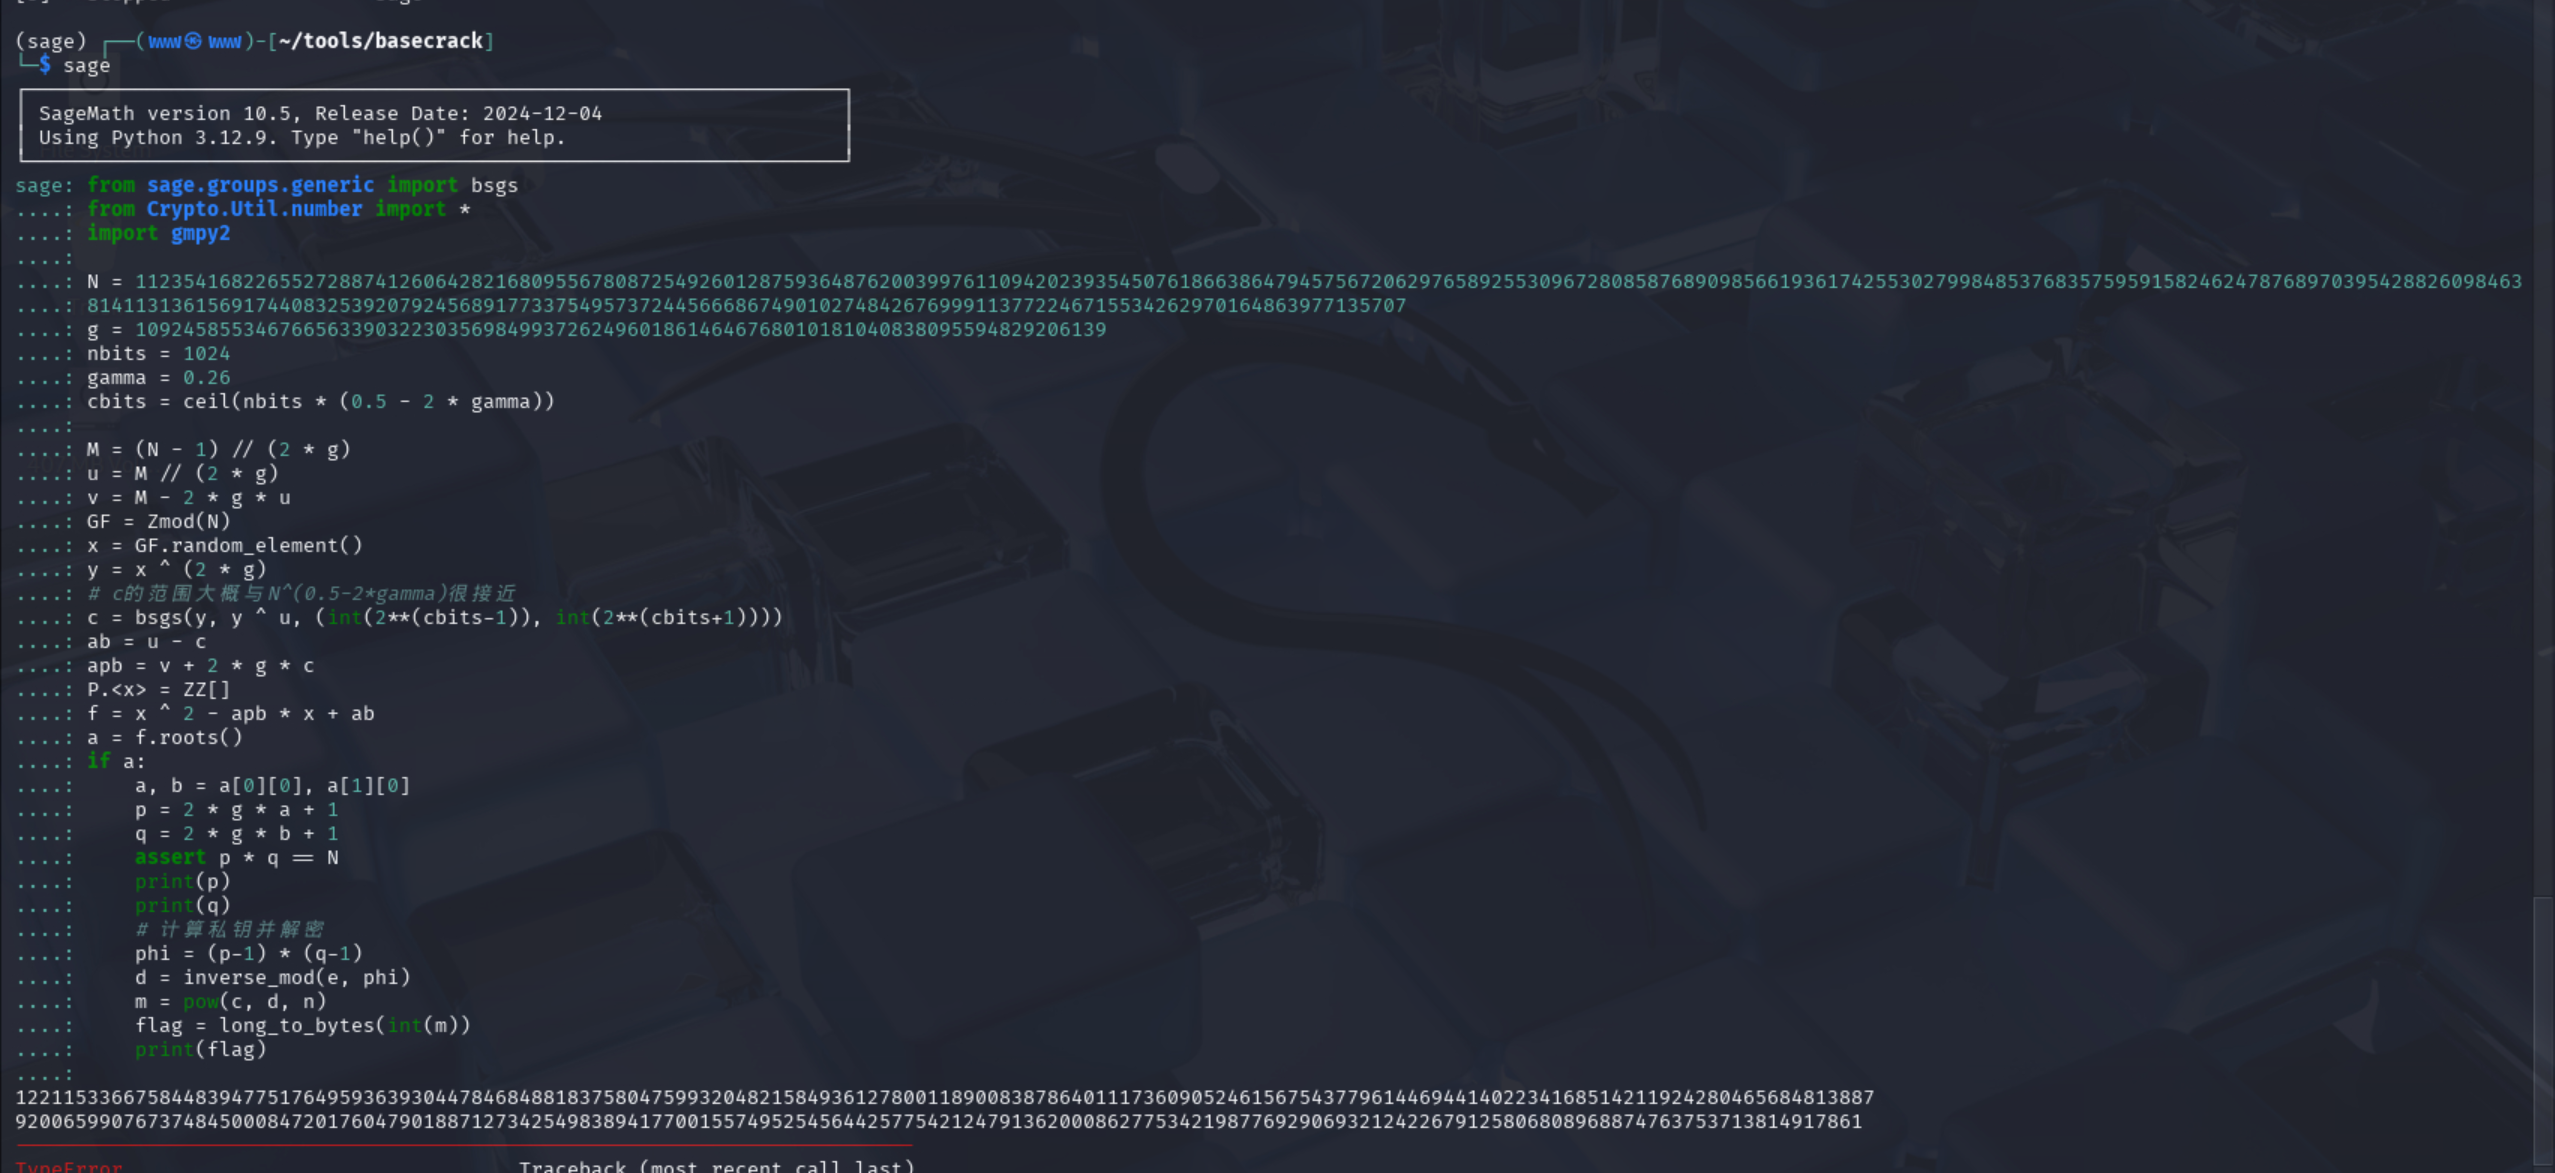 (sage) ┌──(www㉿www)-[~/tools/basecrack]
└─$ sage
SageMath version 10.5, Release Date: 2024-12-04
Using Python 3.12.9. Type "help()" for help.
sage: from sage.groups.generic import bsgs
....: from Crypto.Util.number import *
....: import gmpy2
....:
....: N = 1123541682265527288741260642821680955678087254926012875936487620039976110942023935450761866386479457567206297658925530967280858768909856619361742553027998485376835759591582462478768970395428826098463
....: 81411313615691744083253920792456891773375495737244566686749010274842676999113772246715534262970164863977135707
....: g = 109245855346766563390322303569849937262496018614646768010181040838095594829206139
....: nbits = 1024
....: gamma = 0.26
....: cbits = ceil(nbits * (0.5 - 2 * gamma))
....:
....: M = (N - 1) // (2 * g)
....: u = M // (2 * g)
....: v = M - 2 * g * u
....: GF = Zmod(N)
....: x = GF.random_element()
....: y = x ^ (2 * g)
....: # c的范围大概与N^(0.5-2*gamma)很接近
....: c = bsgs(y, y ^ u, (int(2**(cbits-1)), int(2**(cbits+1))))
....: ab = u - c
....: apb = v + 2 * g * c
....: P.<x> = ZZ[]
....: f = x ^ 2 - apb * x + ab
....: a = f.roots()
....: if a:
....:     a, b = a[0][0], a[1][0]
....:     p = 2 * g * a + 1
....:     q = 2 * g * b + 1
....:     assert p * q == N
....:     print(p)
....:     print(q)
....:     # 计算私钥并解密
....:     phi = (p-1) * (q-1)
....:     d = inverse_mod(e, phi)
....:     m = pow(c, d, n)
....:     flag = long_to_bytes(int(m))
....:     print(flag)
....:
12211533667584483947751764959363930447846848818375804759932048215849361278001189008387864011173609052461567543779614469441402234168514211924280465684813887
9200659907673748450008472017604790188712734254983894177001557495254564425775421247913620008627753421987769290693212422679125806808968874763753713814917861
TypeError Traceback (most recent call last)